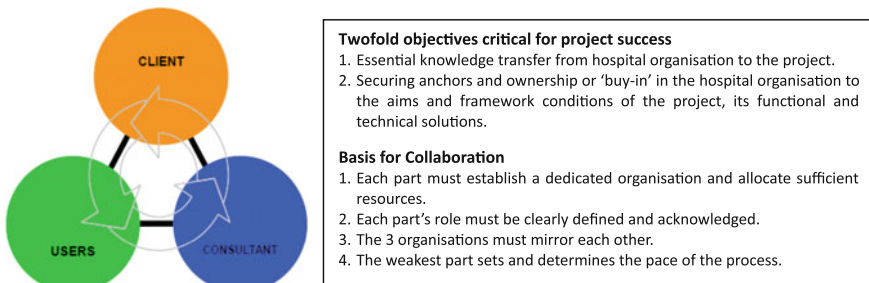 CLIENT
USERS
CONSULTANT
Twofold objectives critical for project success
1. Essential knowledge transfer from hospital organisation to the project.
2. Securing anchors and ownership or ‘buy-in’ in the hospital organisation to
the aims and framework conditions of the project, its functional and
technical solutions.
Basis for Collaboration
1. Each part must establish a dedicated organisation and allocate sufficient
resources.
2. Each part’s role must be clearly defined and acknowledged.
3. The 3 organisations must mirror each other.
4. The weakest part sets and determines the pace of the process.